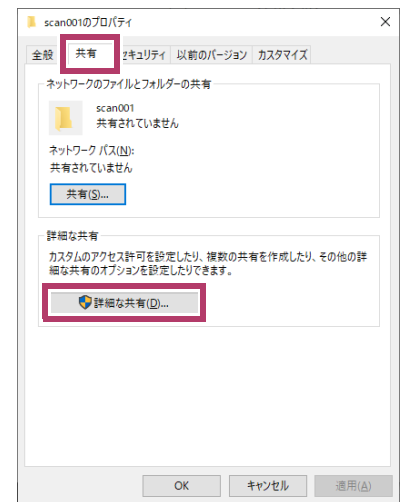 scan001のプロパティ
全般 共有 セキュリティ 以前のバージョン カスタマイズ
ネットワークのファイルとフォルダーの共有
scan001
共有されていません
ネットワーク パス(N):
共有されていません
共有(S)...
詳細な共有
カスタムのアクセス許可を設定したり、複数の共有を作成したり、その他の詳
細な共有のオプションを設定したりできます。
詳細な共有(D)...
OK キャンセル 適用(A)